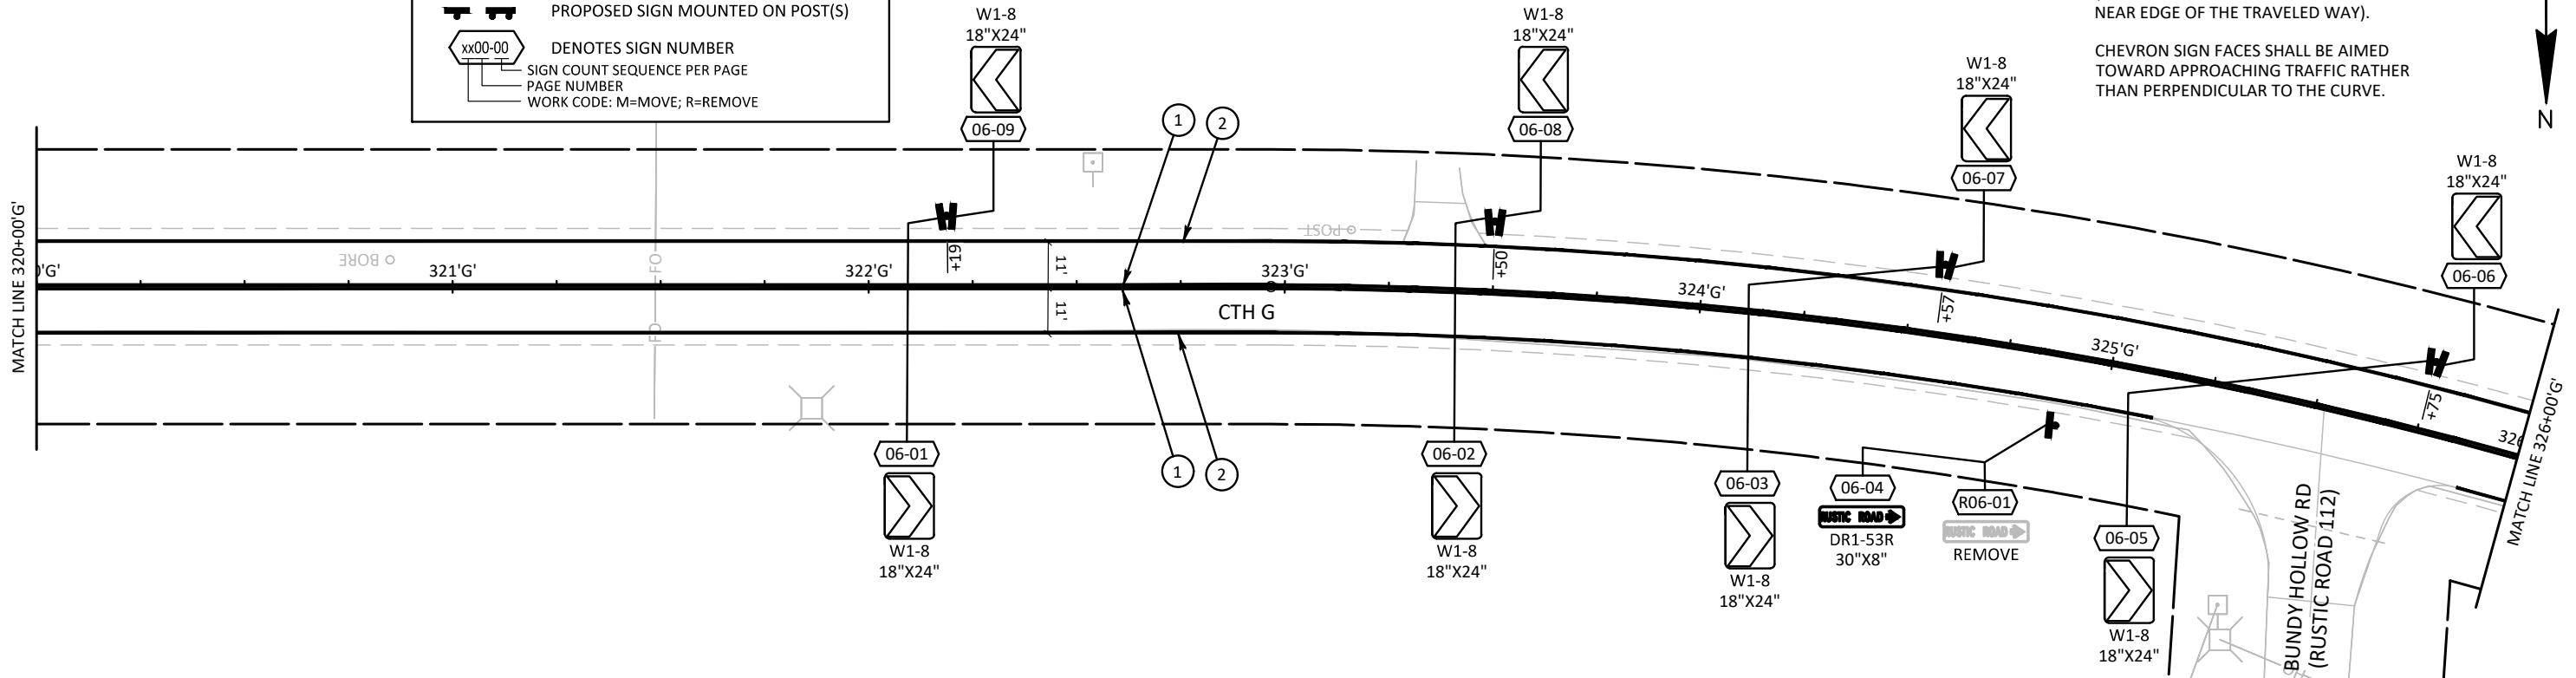 PROPOSED SIGN MOUNTED ON POST(S)
xx00-00
DENOTES SIGN NUMBER
SIGN COUNT SEQUENCE PER PAGE
PAGE NUMBER
WORK CODE: M=MOVE; R=REMOVE
W1-8
18"X24"
06-09
W1-8
18"X24"
06-08
W1-8
18"X24"
06-07
W1-8
18"X24"
06-06
NEAR EDGE OF THE TRAVELED WAY).
CHEVRON SIGN FACES SHALL BE AIMED
TOWARD APPROACHING TRAFFIC RATHER
THAN PERPENDICULAR TO THE CURVE.
N
1
2
MATCH LINE 320+00'G'
BORE
FO
POST
0'G'
321'G'
322'G'
323'G'
324'G'
325'G'
326
+19
+50
+57
+75
11'
11'
CTH G
FO
MATCH LINE 326+00'G'
1
2
06-01
W1-8
18"X24"
06-02
W1-8
18"X24"
06-03
W1-8
18"X24"
06-04
RUSTIC ROAD
DR1-53R
30"X8"
R06-01
RUSTIC ROAD
REMOVE
06-05
W1-8
18"X24"
BUNDY HOLLOW RD
(RUSTIC ROAD 112)